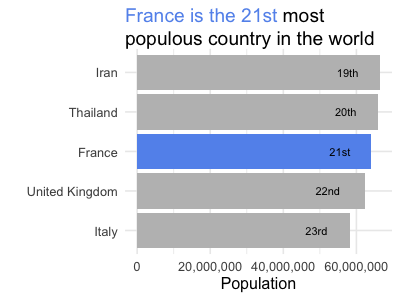 France is the 21st most
populous country in the world
Iran
19th
Thailand
20th
France
21st
United Kingdom
22nd
Italy
23rd
0
20,000,000
40,000,000
60,000,000
Population